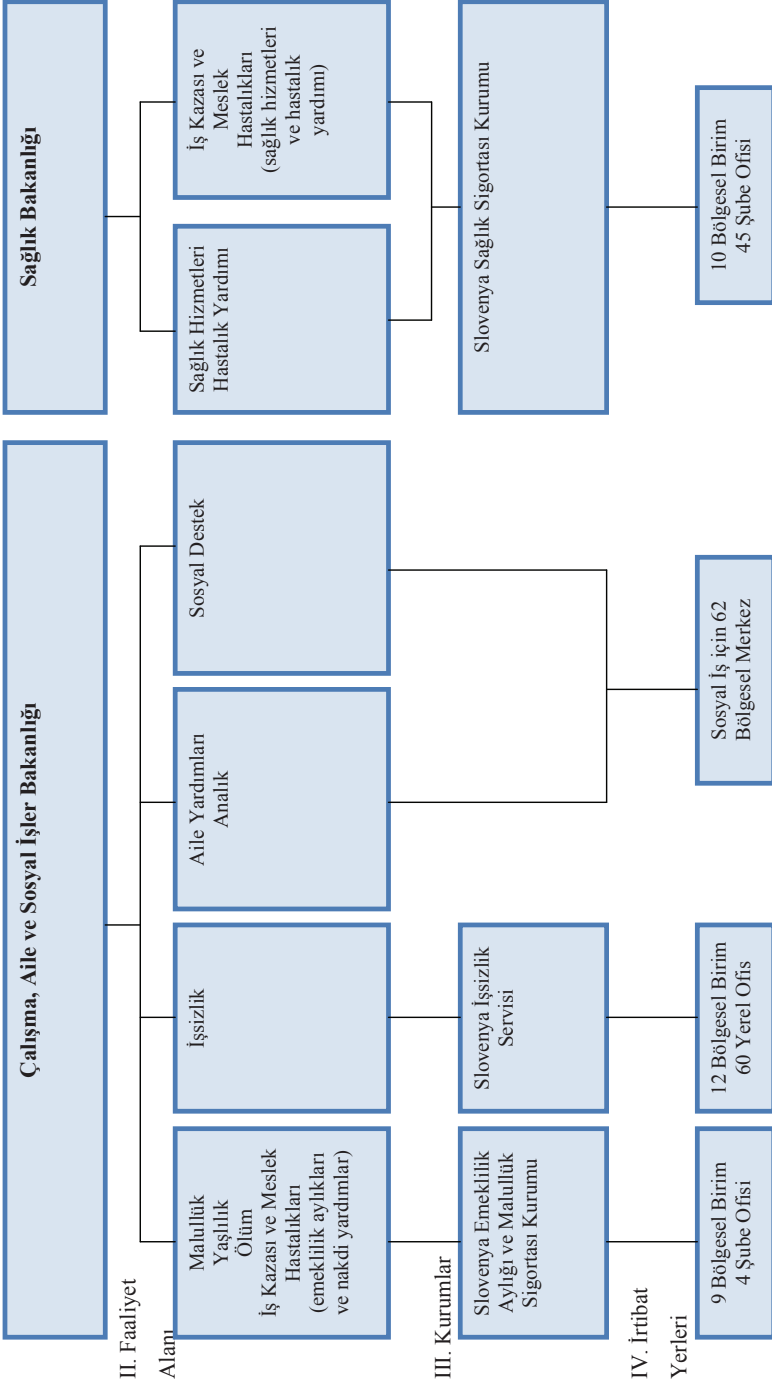 Çalışma, Aile ve Sosyal İşler Bakanlığı
Sağlık Bakanlığı
II. Faaliyet
Alanı
Malullük
Yaşlılık
Ölüm
İş Kazası ve Meslek
Hastalıkları
(emeklilik aylıkları
ve nakdi yardımlar)
İşsizlik
Aile Yardımları
Analık
Sosyal Destek
Sağlık Hizmetleri
Hastalık Yardımı
İş Kazası ve
Meslek
Hastalıkları
(sağlık hizmetleri
ve hastalık
yardımı)
III. Kurumlar
Slovenya Emeklilik
Aylığı ve Malullük
Sigortası Kurumu
Slovenya İşsizlik
Servisi
Slovenya Sağlık Sigortası Kurumu
IV. İrtibat
Yerleri
9 Bölgesel Birim
4 Şube Ofisi
12 Bölgesel Birim
60 Yerel Ofis
Sosyal İş için 62
Bölgesel Merkez
10 Bölgesel Birim
45 Şube Ofisi